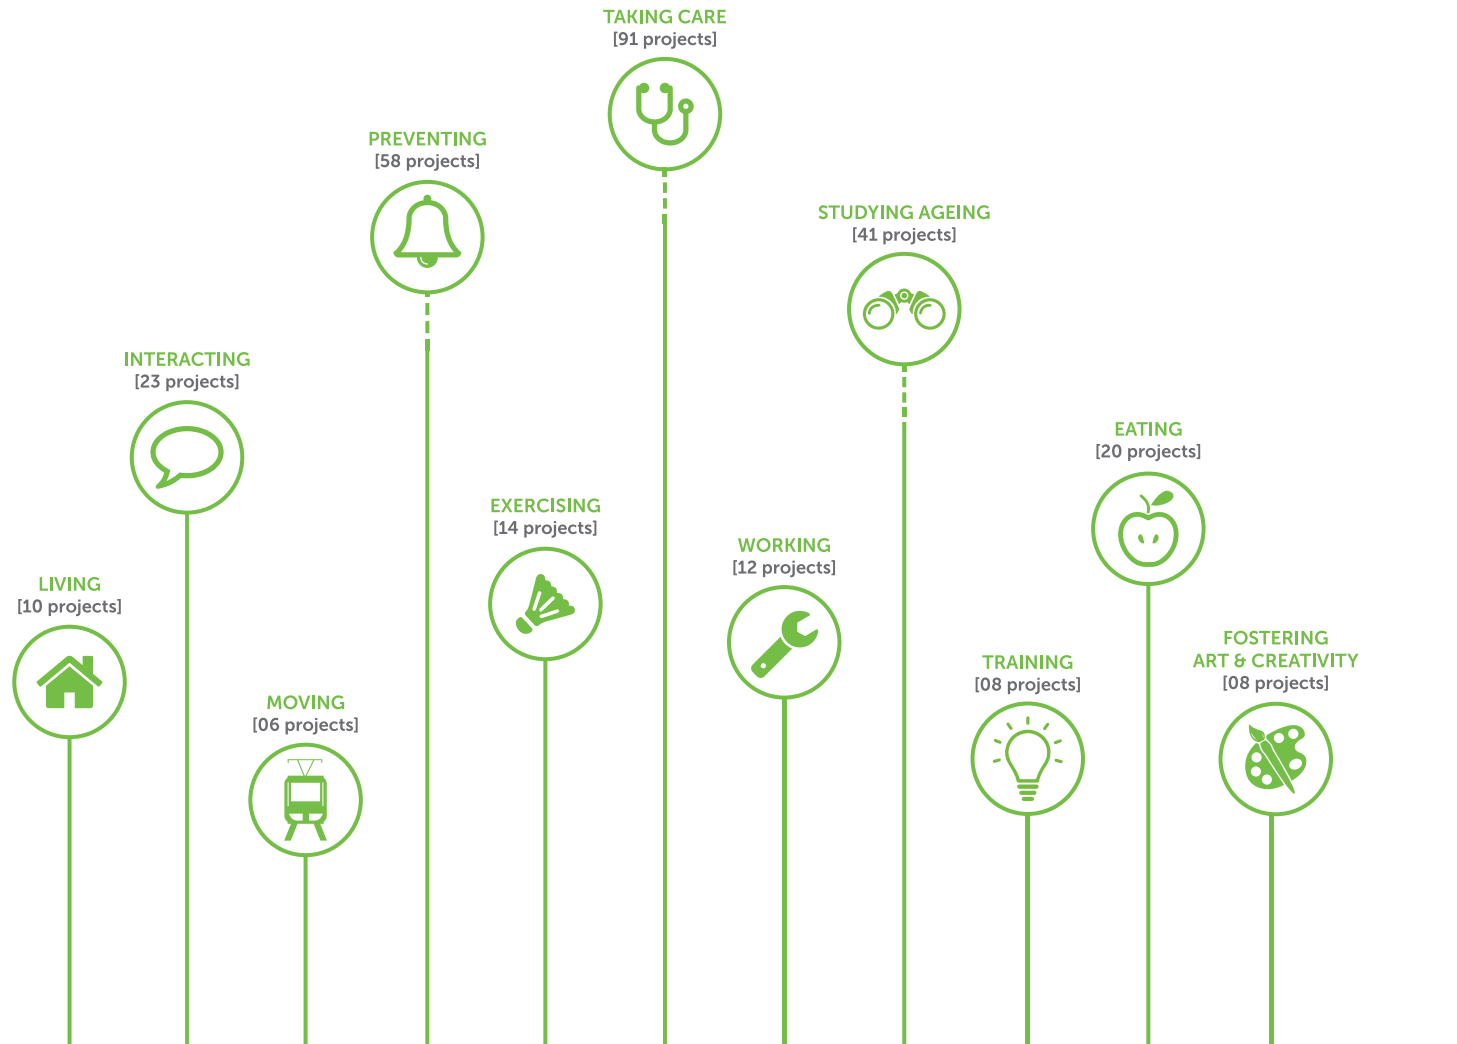 TAKING CARE
[91 projects]
PREVENTING
[58 projects]
STUDYING AGEING
[41 projects]
INTERACTING
[23 projects]
EATING
[20 projects]
EXERCISING
[14 projects]
WORKING
[12 projects]
LIVING
[10 projects]
FOSTERING
ART & CREATIVITY
[08 projects]
TRAINING
[08 projects]
MOVING
[06 projects]